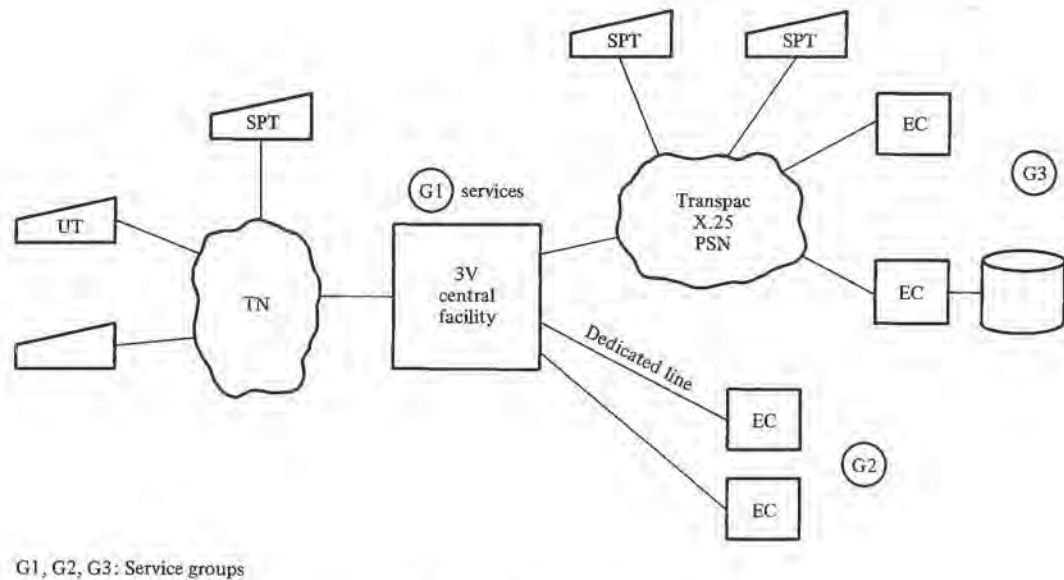 SPT
SPT
SPT
EC
G3
G1 services
UT
Transpac
X.25
PSN
3V
central
facility
TN
EC
Dedicated line
EC
G2
EC
G1, G2, G3: Service groups